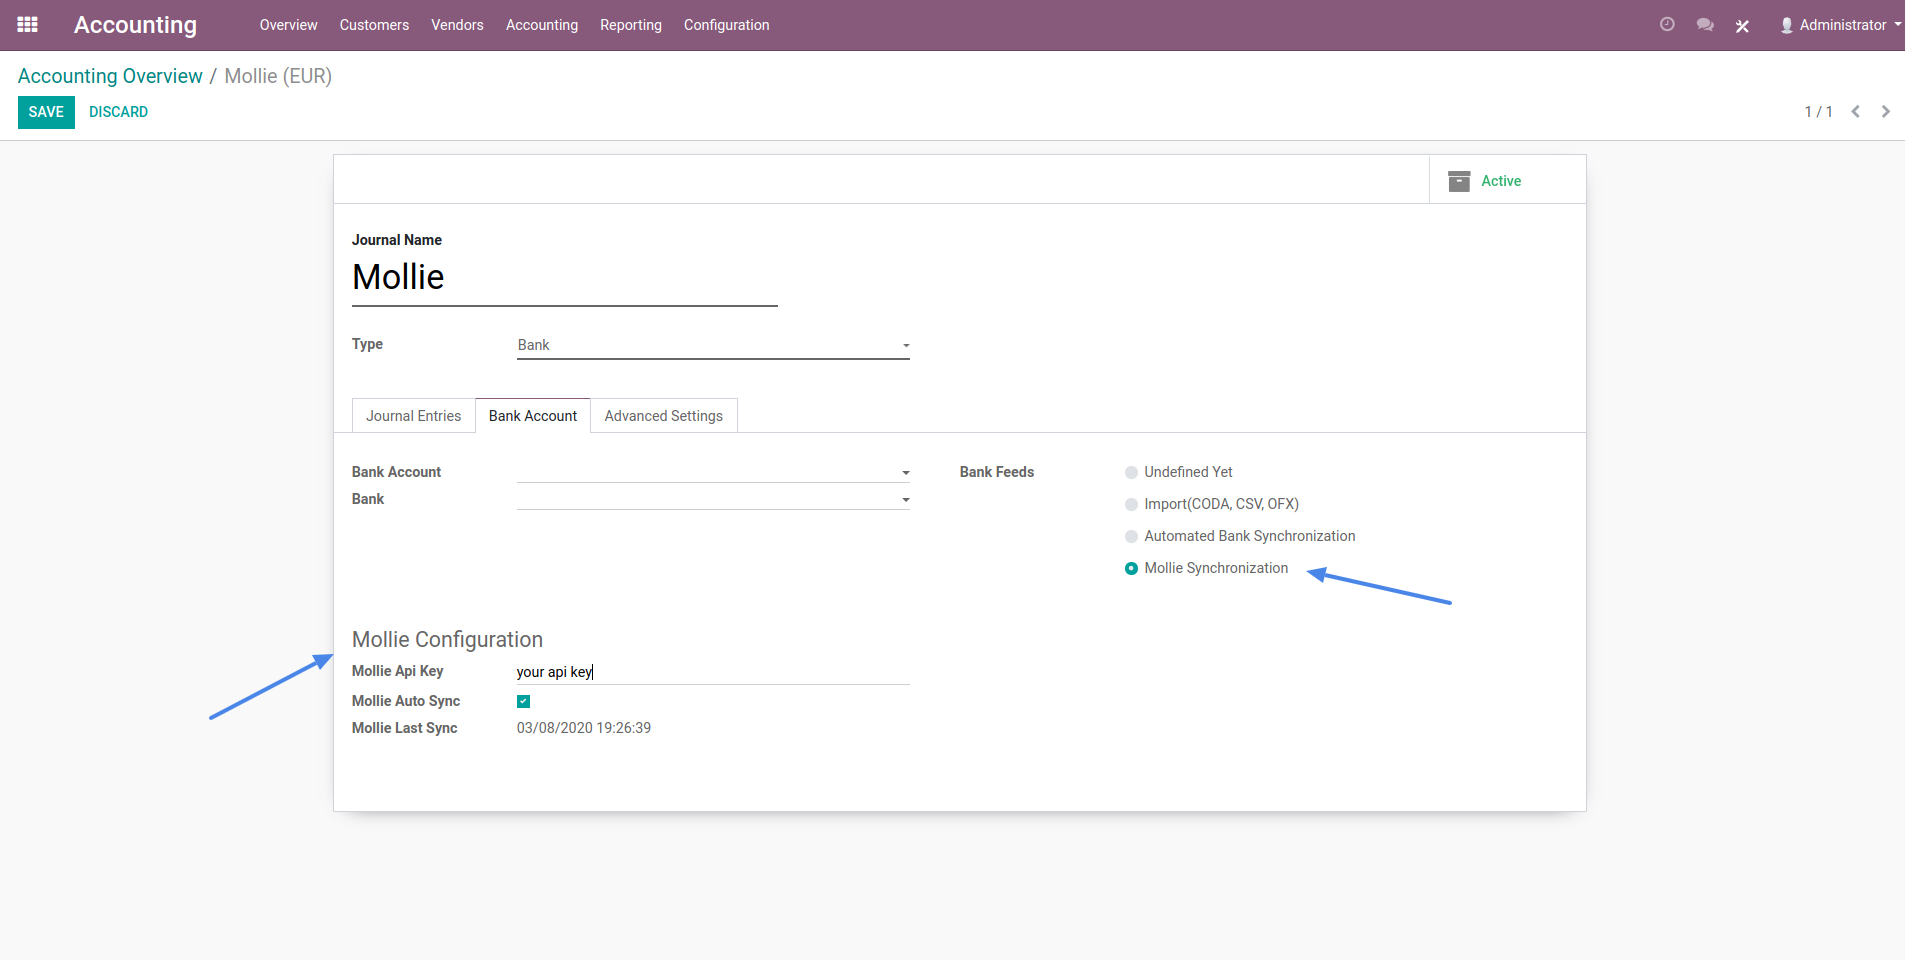 Accounting Overview Customers Vendors Accounting Reporting Configuration Administrator
Accounting Overview / Mollie (EUR)
SAVE DISCARD 1 / 1
Active
Journal Name
Mollie
Type Bank
Journal Entries Bank Account Advanced Settings
Bank Account
Bank
Bank Feeds
Undefined Yet
Import(CODA, CSV, OFX)
Automated Bank Synchronization
Mollie Synchronization
Mollie Configuration
Mollie Api Key your api key
Mollie Auto Sync
Mollie Last Sync 03/08/2020 19:26:39